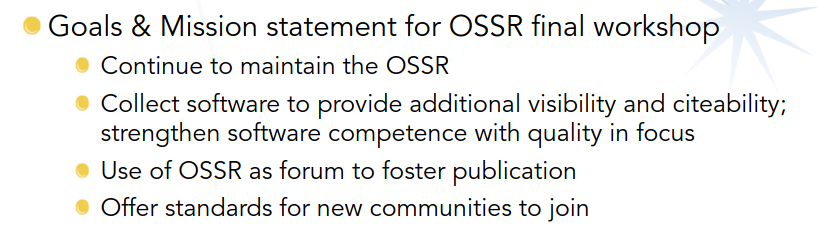 Goals & Mission statement for OSSR final workshop
Continue to maintain the OSSR
Collect software to provide additional visibility and citeability;
strengthen software competence with quality in focus
Use of OSSR as forum to foster publication
Offer standards for new communities to join